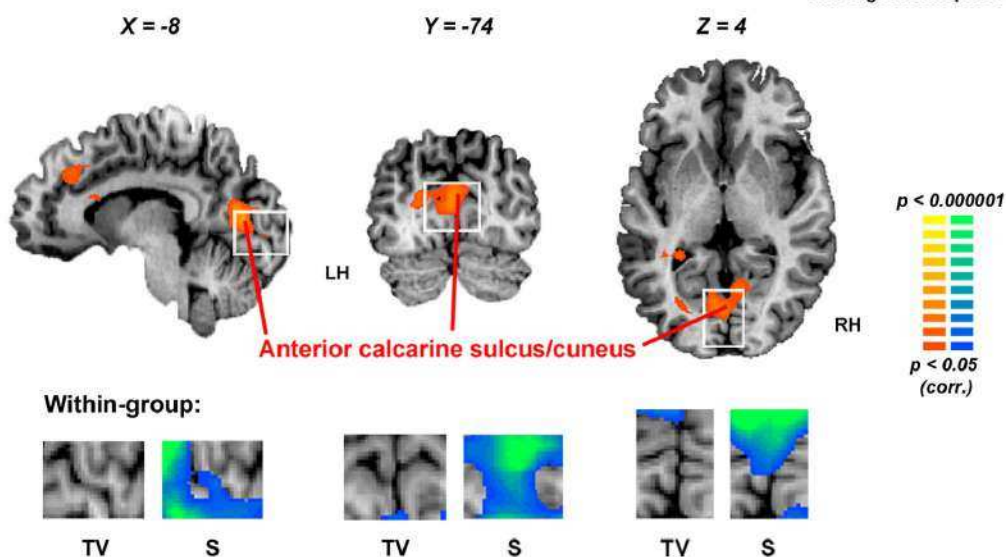 X = -8
Y = -74
Z = 4
LH
RH
Anterior calcarine sulcus/cuneus
p < 0.000001
p < 0.05
(corr.)
Within-group:
TV
S
TV
S
TV
S